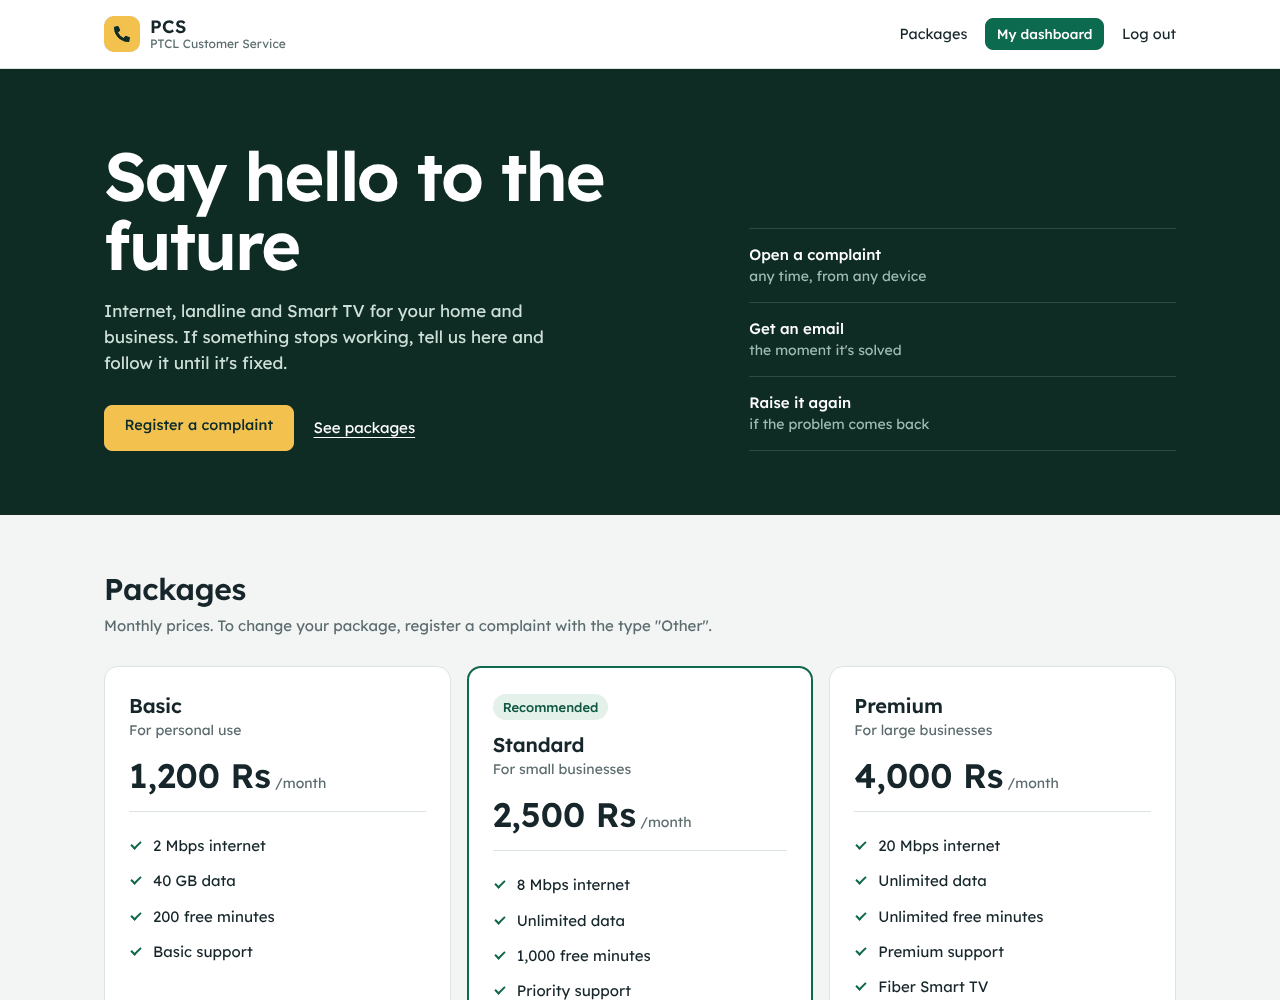 PCS
PTCL Customer Service
Packages
My dashboard
Log out
Say hello to the
future
Internet, landline and Smart TV for your home and
business. If something stops working, tell us here and
follow it until it's fixed.
Register a complaint
See packages
Open a complaint
any time, from any device
Get an email
the moment it's solved
Raise it again
if the problem comes back
Packages
Monthly prices. To change your package, register a complaint with the type "Other".
Basic
For personal use
1,200 Rs /month
2 Mbps internet
40 GB data
200 free minutes
Basic support
Recommended
Standard
For small businesses
2,500 Rs /month
8 Mbps internet
Unlimited data
1,000 free minutes
Priority support
Premium
For large businesses
4,000 Rs /month
20 Mbps internet
Unlimited data
Unlimited free minutes
Premium support
Fiber Smart TV